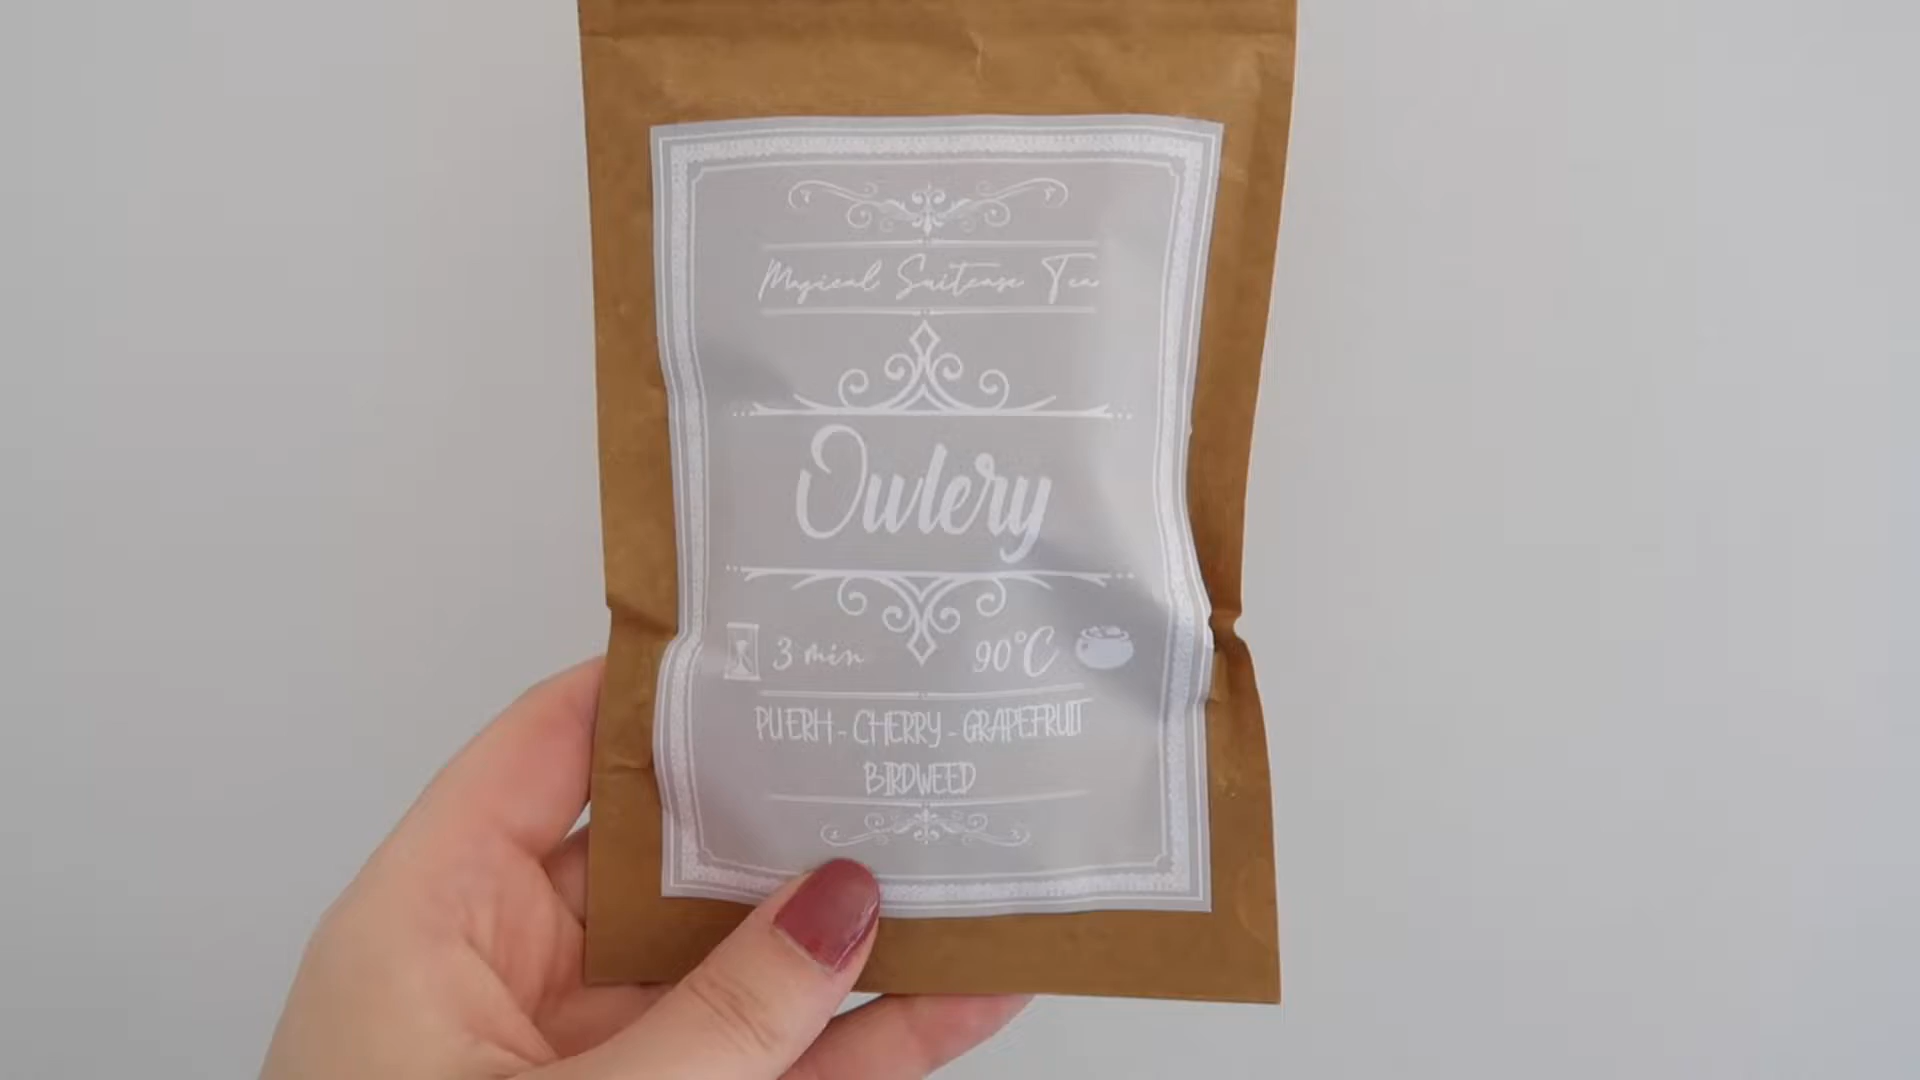 Magical Suitcase Tea
Owlery
3 min 90°C
PUERH - CHERRY - GRAPEFRUIT
BIRDWEED